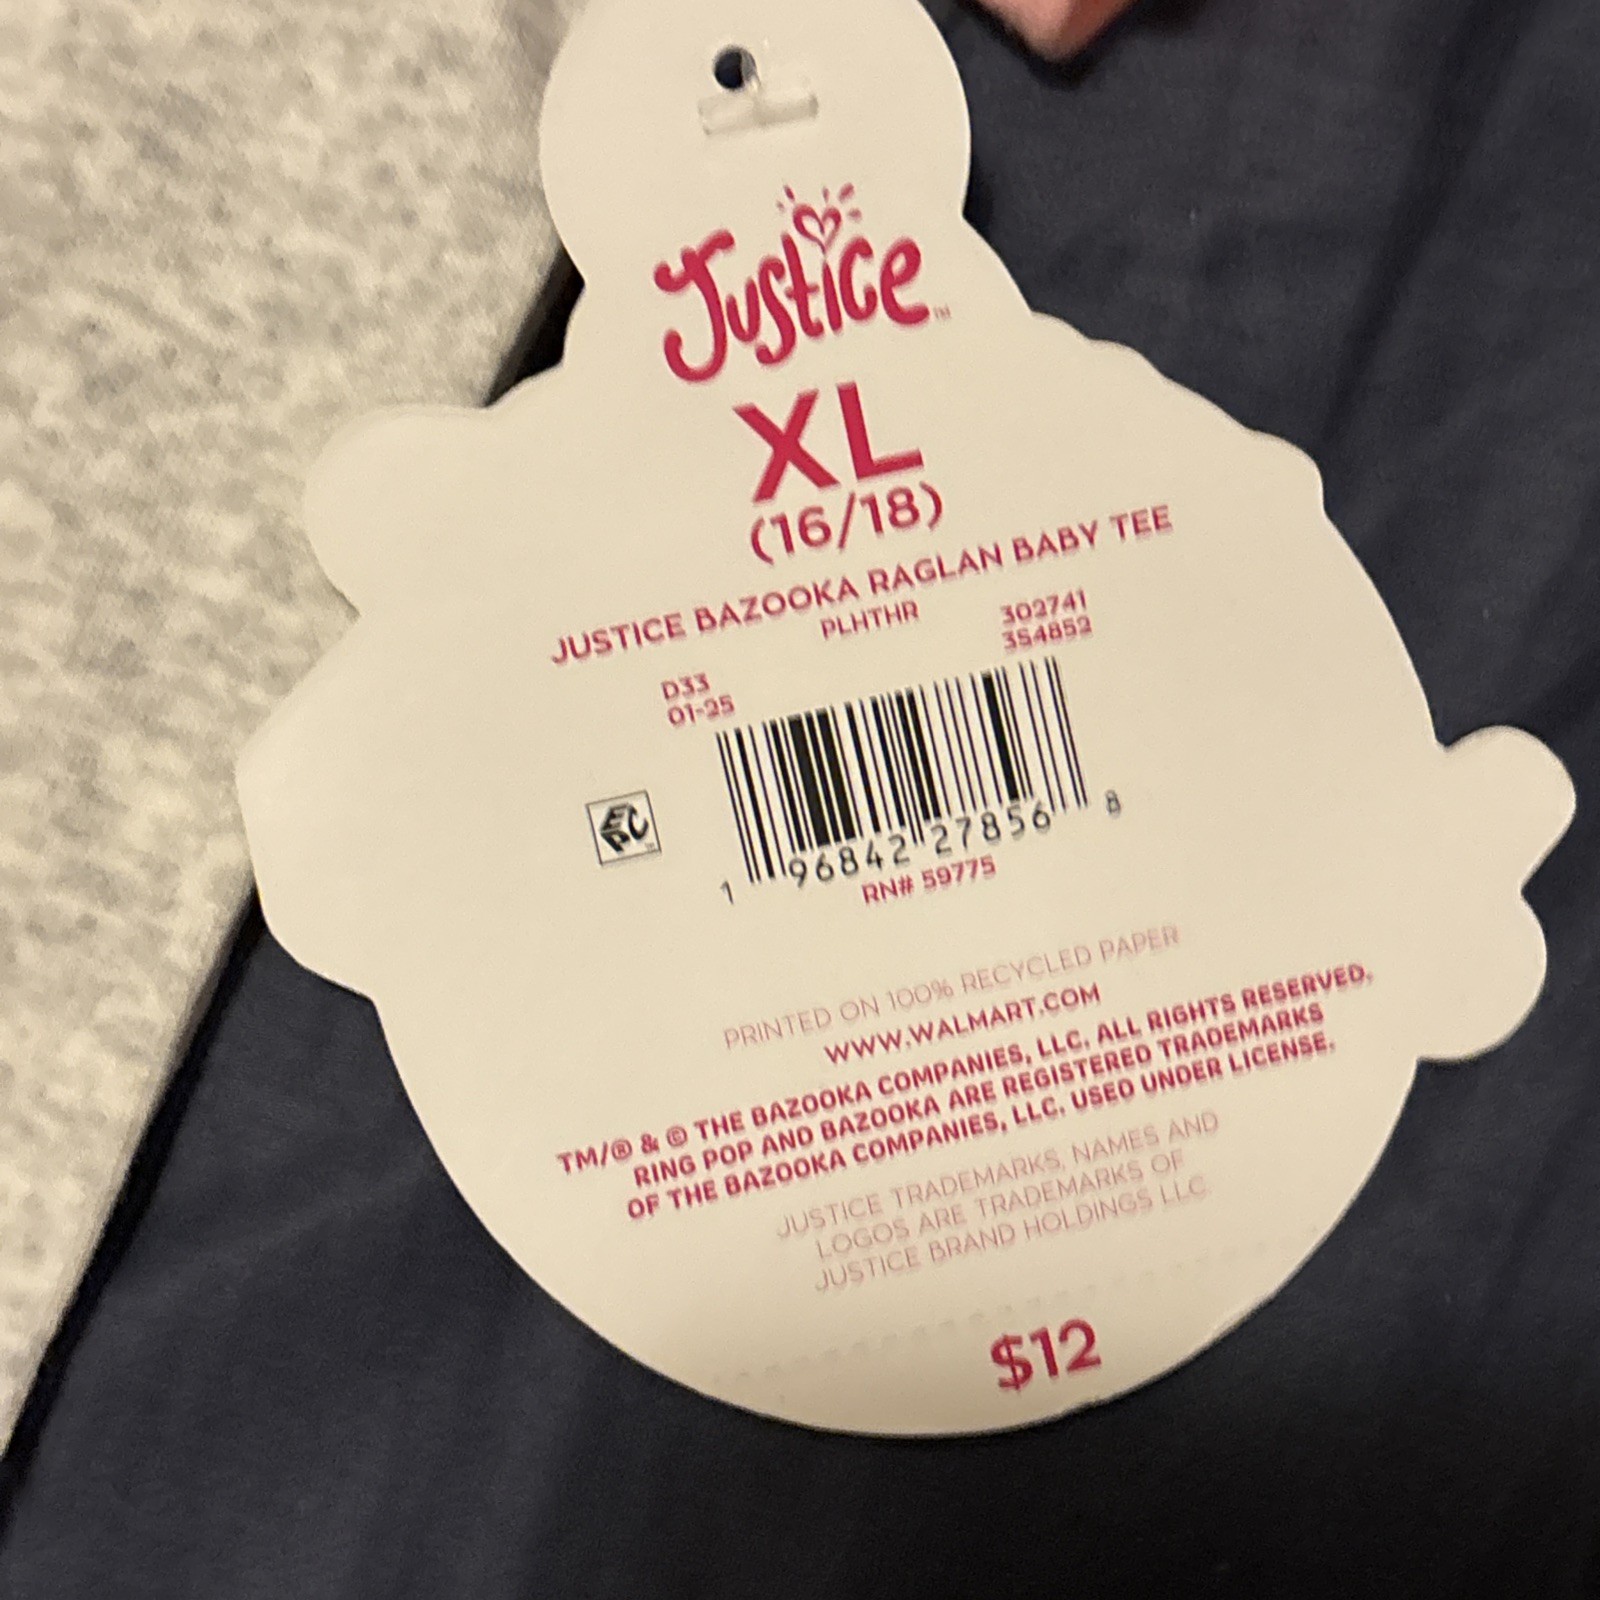 Justice™
XL
(16/18)
JUSTICE BAZOOKA RAGLAN BABY TEE
PLHTHR
302741
354852
D33
01-25
EPC
1 96842 27856 8
RN# 59775
PRINTED ON 100% RECYCLED PAPER
WWW.WALMART.COM
TM/® & © THE BAZOOKA COMPANIES, LLC. ALL RIGHTS RESERVED.
RING POP AND BAZOOKA ARE REGISTERED TRADEMARKS
OF THE BAZOOKA COMPANIES, LLC. USED UNDER LICENSE.
JUSTICE TRADEMARKS, NAMES AND
LOGOS ARE TRADEMARKS OF
JUSTICE BRAND HOLDINGS LLC
$12